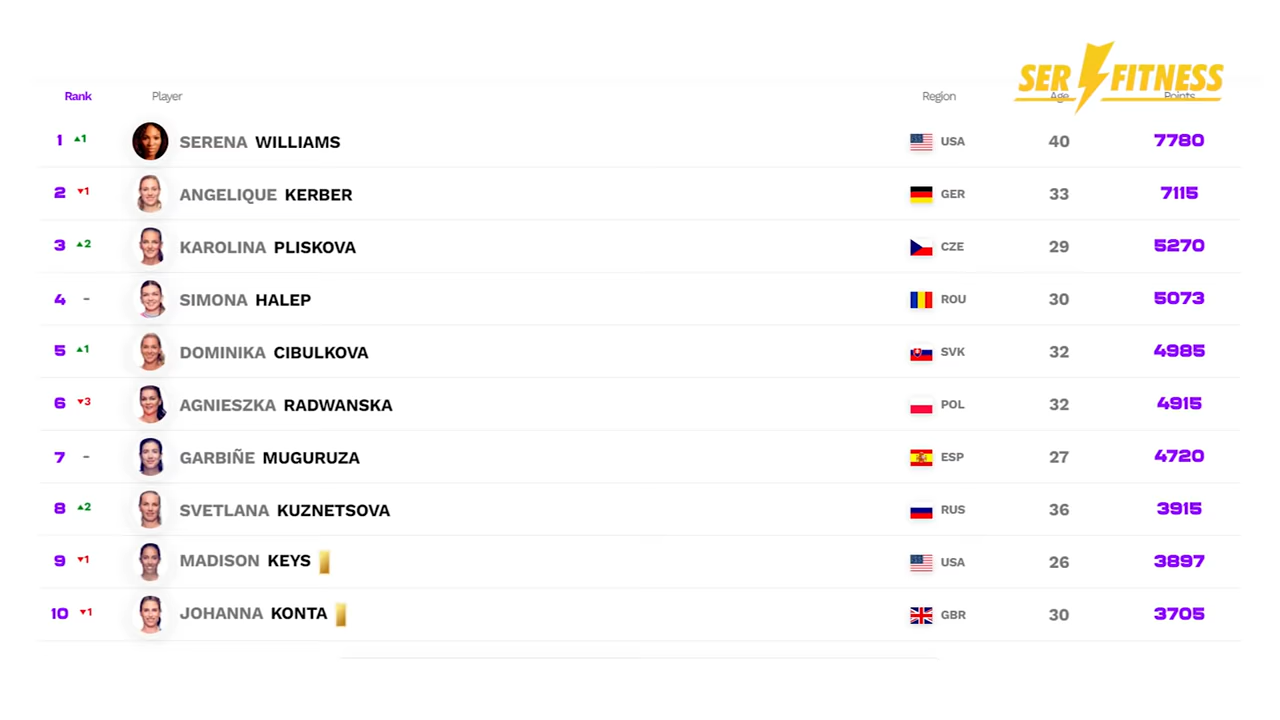 SER FITNESS
Rank Player Region Age Points
1 ▲1 SERENA WILLIAMS USA 40 7780
2 ▼1 ANGELIQUE KERBER GER 33 7115
3 ▲2 KAROLINA PLISKOVA CZE 29 5270
4 - SIMONA HALEP ROU 30 5073
5 ▲1 DOMINIKA CIBULKOVA SVK 32 4985
6 ▼3 AGNIESZKA RADWANSKA POL 32 4915
7 - GARBIÑE MUGURUZA ESP 27 4720
8 ▲2 SVETLANA KUZNETSOVA RUS 36 3915
9 ▼1 MADISON KEYS USA 26 3897
10 ▼1 JOHANNA KONTA GBR 30 3705